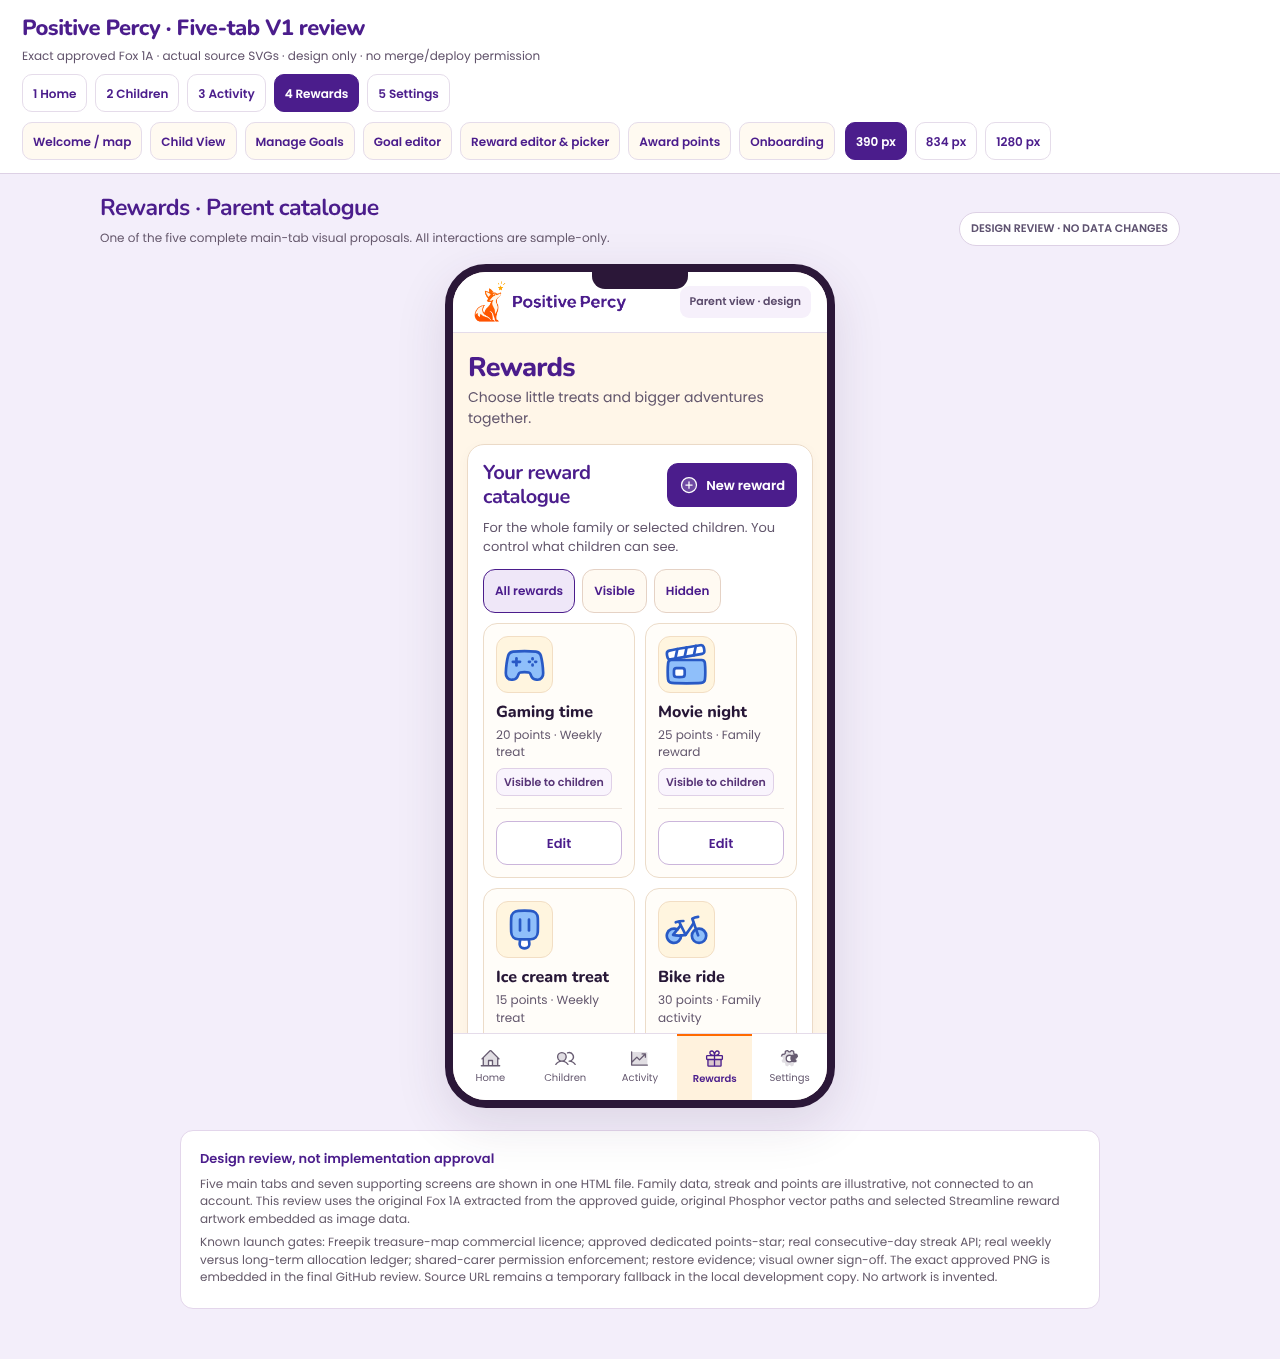 Positive Percy · Five-tab V1 review
Exact approved Fox 1A · actual source SVGs · design only · no merge/deploy permission
1 Home
2 Children
3 Activity
4 Rewards
5 Settings
Welcome / map
Child View
Manage Goals
Goal editor
Reward editor & picker
Award points
Onboarding
390 px
834 px
1280 px
Rewards · Parent catalogue
One of the five complete main-tab visual proposals. All interactions are sample-only.
DESIGN REVIEW · NO DATA CHANGES
Positive Percy
Parent view · design
Rewards
Choose little treats and bigger adventures
together.
Your reward
catalogue
New reward
For the whole family or selected children. You
control what children can see.
All rewards
Visible
Hidden
Gaming time
20 points · Weekly
treat
Visible to children
Edit
Movie night
25 points · Family
reward
Visible to children
Edit
Ice cream treat
15 points · Weekly
treat
Bike ride
30 points · Family
activity
Home
Children
Activity
Rewards
Settings
Design review, not implementation approval
Five main tabs and seven supporting screens are shown in one HTML file. Family data, streak and points are illustrative, not connected to an
account. This review uses the original Fox 1A extracted from the approved guide, original Phosphor vector paths and selected Streamline reward
artwork embedded as image data.
Known launch gates: Freepik treasure-map commercial licence; approved dedicated points-star; real consecutive-day streak API; real weekly
versus long-term allocation ledger; shared-carer permission enforcement; restore evidence; visual owner sign-off. The exact approved PNG is
embedded in the final GitHub review. Source URL remains a temporary fallback in the local development copy. No artwork is invented.